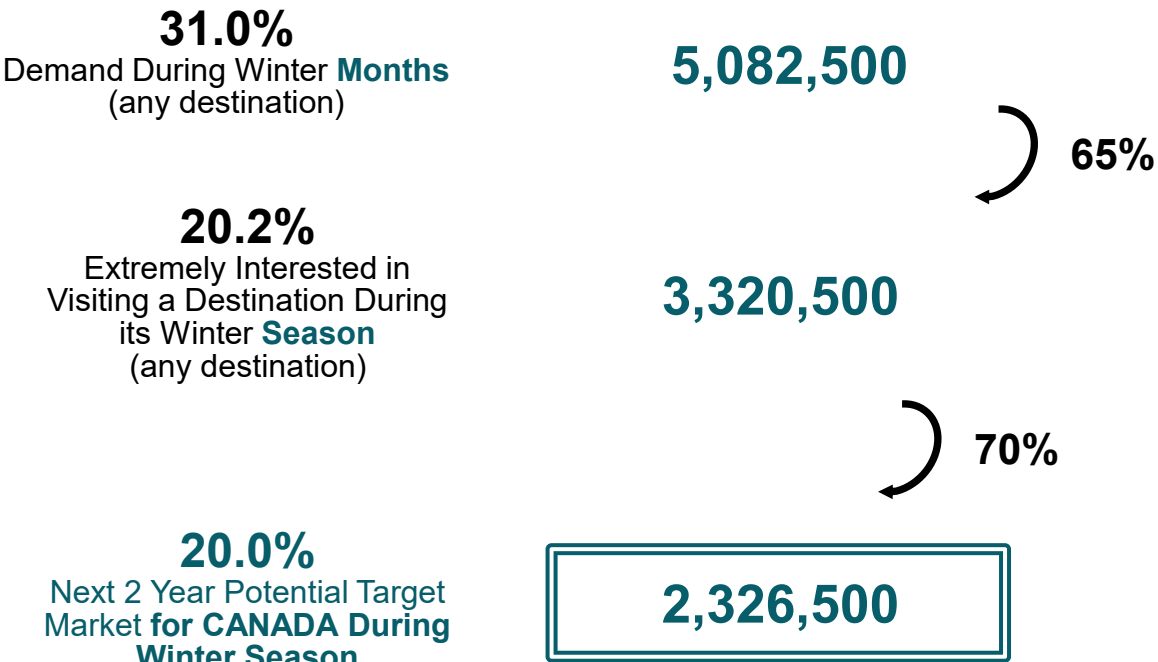 31.0%
Demand During Winter Months
(any destination)
5,082,500
65%
20.2%
Extremely Interested in
Visiting a Destination During
its Winter Season
(any destination)
3,320,500
70%
20.0%
Next 2 Year Potential Target
Market for CANADA During
Winter Season
2,326,500